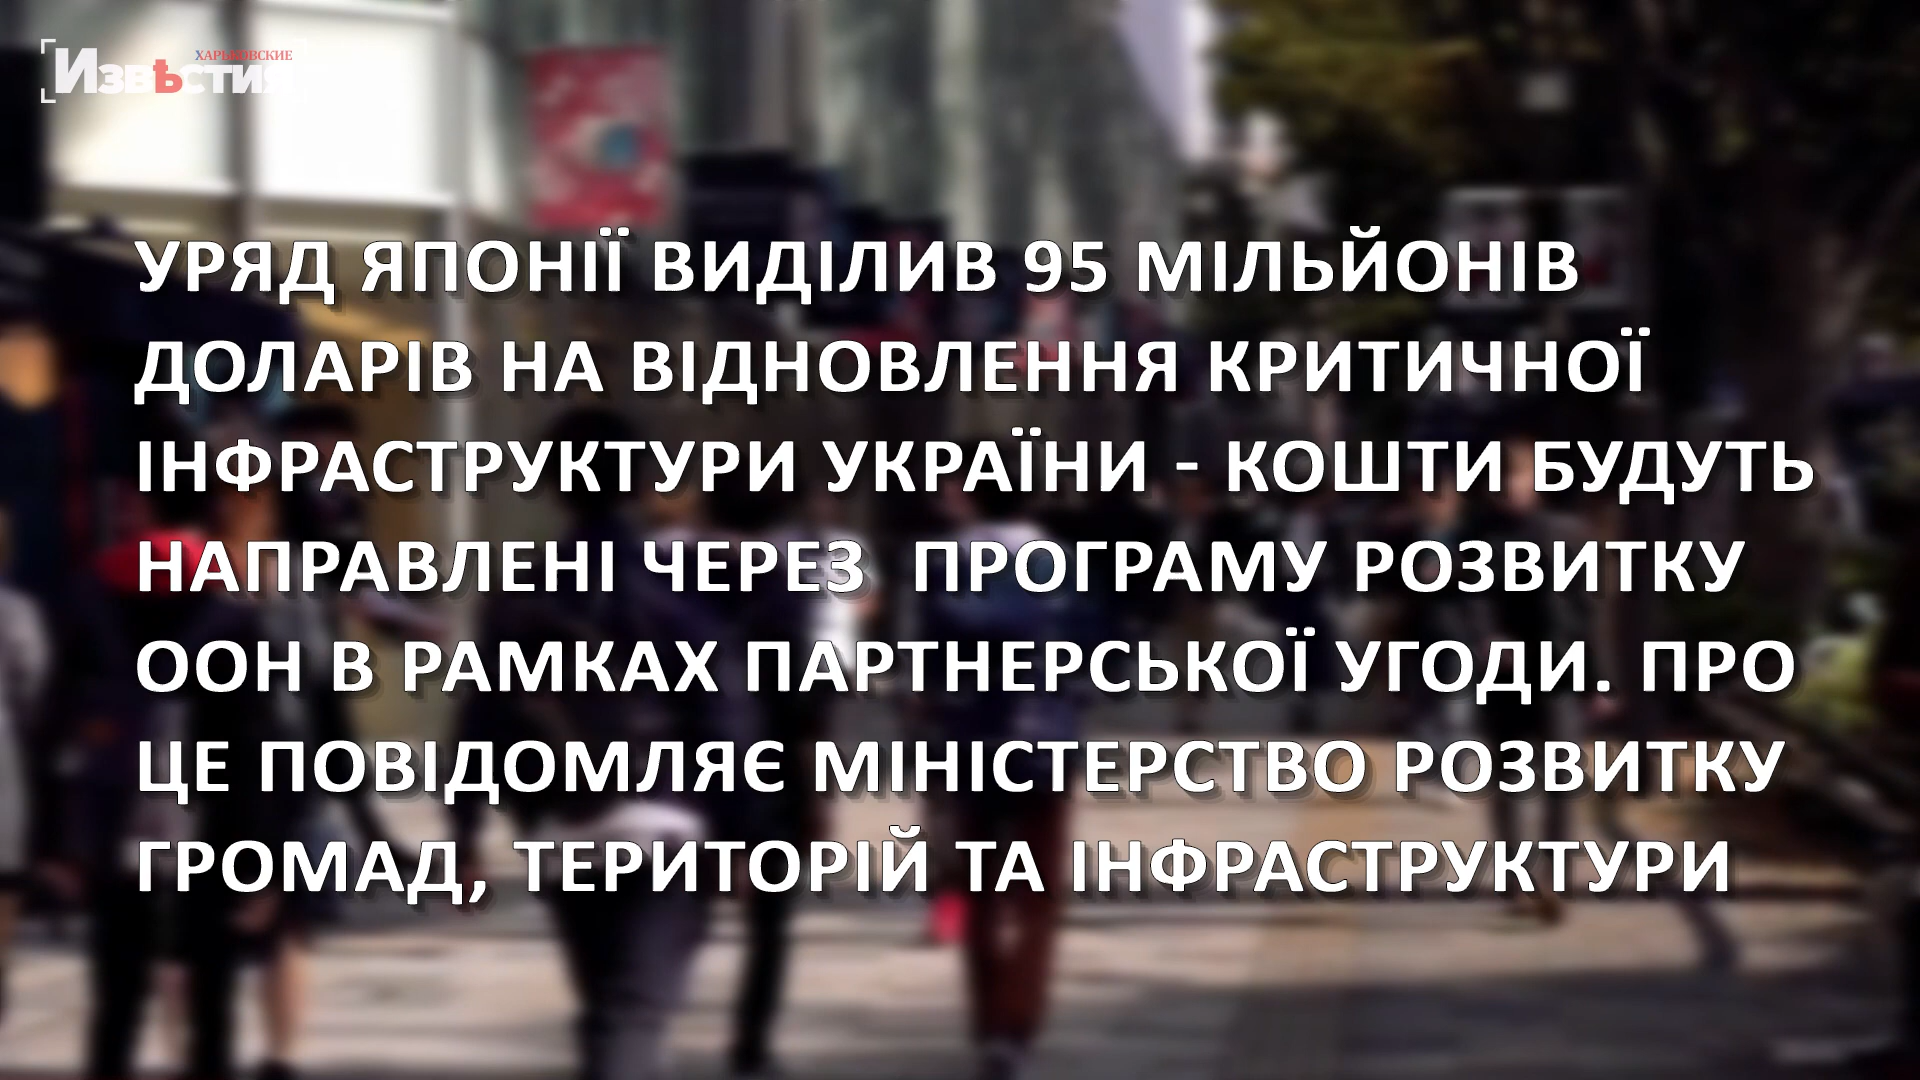 ХАРЬКОВСКИЕ
ИЗВѢСТИЯ
УРЯД ЯПОНІЇ ВИДІЛИВ 95 МІЛЬЙОНІВ
ДОЛАРІВ НА ВІДНОВЛЕННЯ КРИТИЧНОЇ
ІНФРАСТРУКТУРИ УКРАЇНИ - КОШТИ БУДУТЬ
НАПРАВЛЕНІ ЧЕРЕЗ  ПРОГРАМУ РОЗВИТКУ
ООН В РАМКАХ ПАРТНЕРСЬКОЇ УГОДИ. ПРО
ЦЕ ПОВІДОМЛЯЄ МІНІСТЕРСТВО РОЗВИТКУ
ГРОМАД, ТЕРИТОРІЙ ТА ІНФРАСТРУКТУРИ